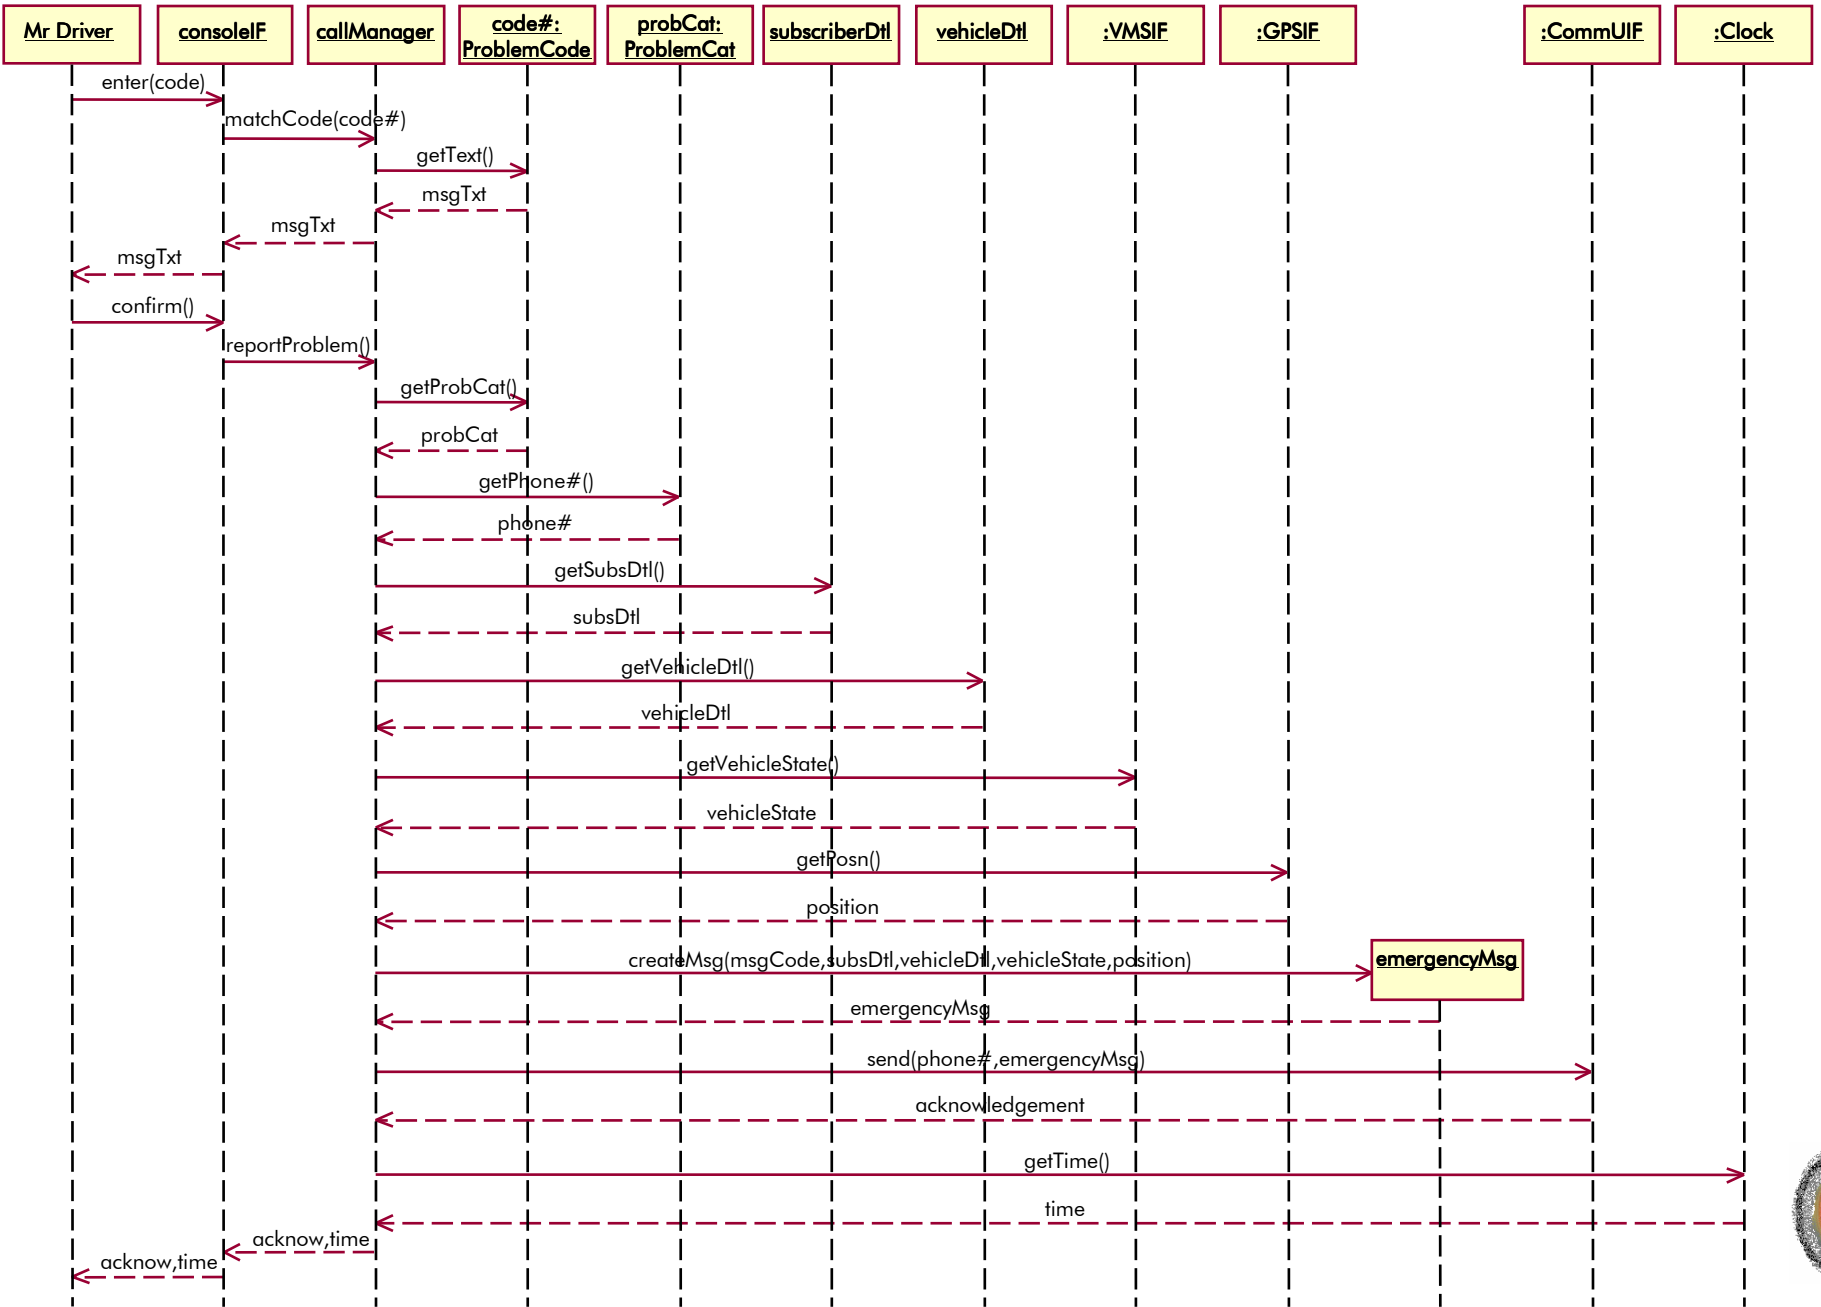 Mr Driver
consoleIF
callManager
code#:
ProblemCode
probCat:
ProblemCat
subscriberDtl
vehicleDtl
:VMSIF
:GPSIF
:CommUIF
:Clock
enter(code)
matchCode(code#)
getText()
msgTxt
msgTxt
msgTxt
confirm()
reportProblem()
getProbCat()
probCat
getPhone#()
phone#
getSubsDtl()
subsDtl
getVehicleDtl()
vehicleDtl
getVehicleState()
vehicleState
getPosn()
position
createMsg(msgCode,subsDtl,vehicleDtl,vehicleState,position)
emergencyMsg
emergencyMsg
send(phone#,emergencyMsg)
acknowledgement
getTime()
time
acknow,time
acknow,time